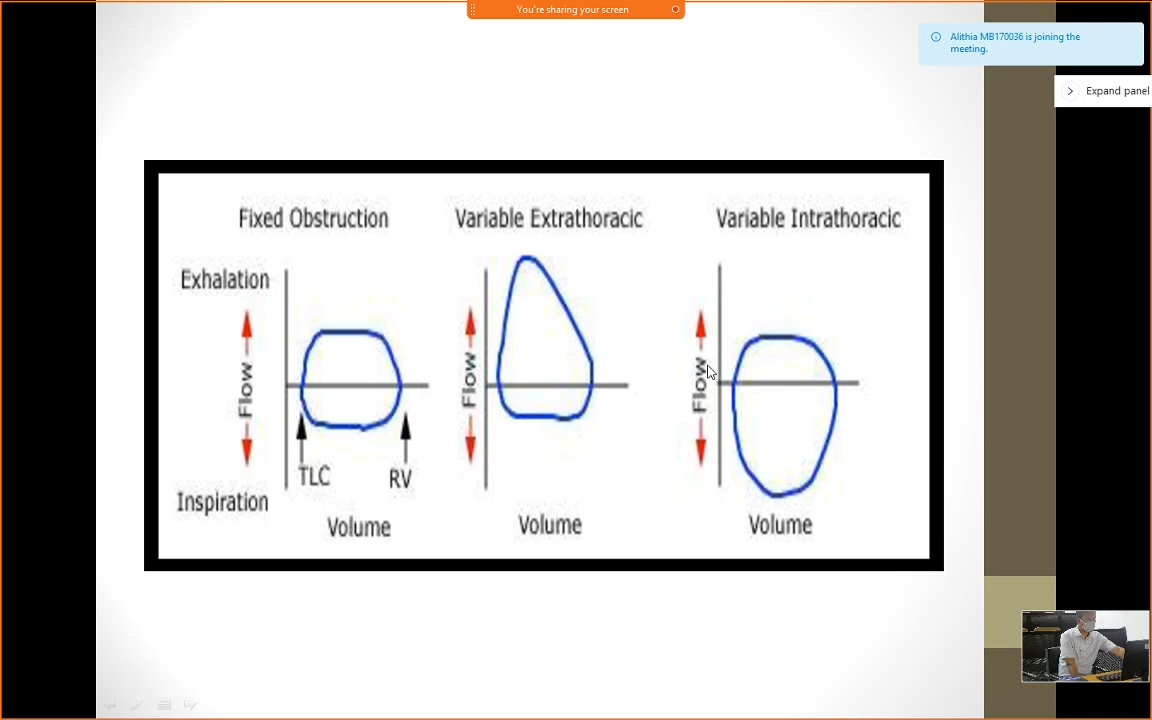 You're sharing your screen
Alithia MB170036 is joining the
meeting.
Expand panel
Fixed Obstruction
Variable Extrathoracic
Variable Intrathoracic
Exhalation
Flow
Flow
Flow
TLC
RV
Inspiration
Volume
Volume
Volume